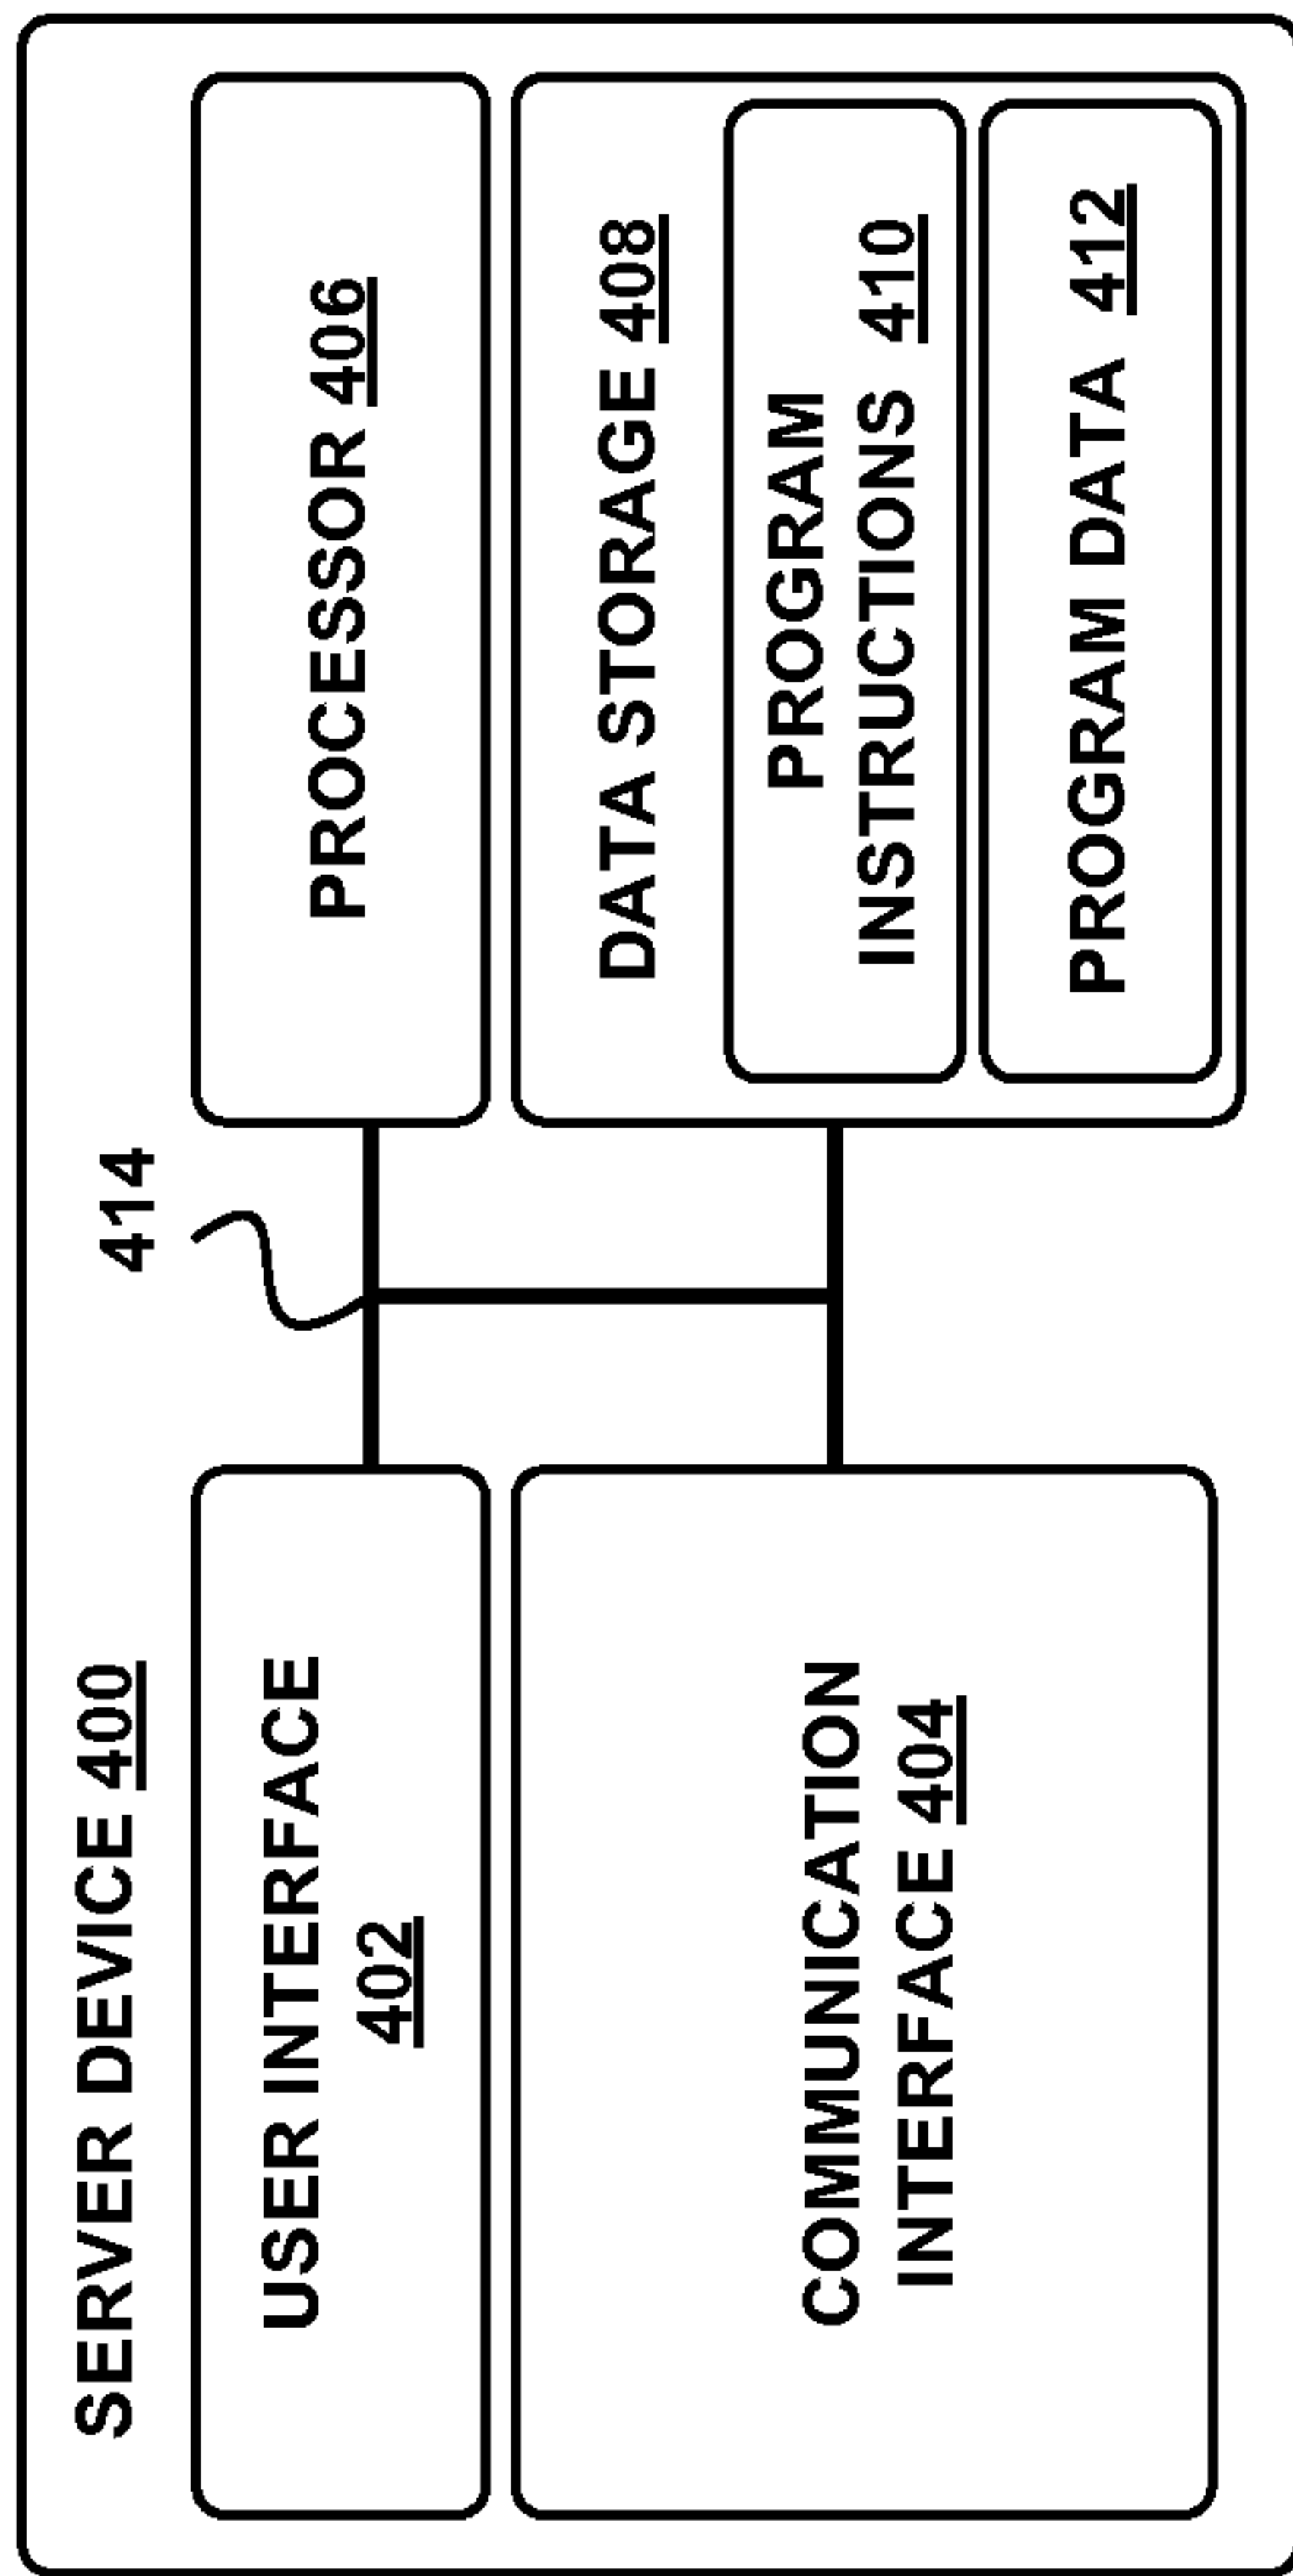 SERVER DEVICE 400
414
USER INTERFACE
402
PROCESSOR 406
COMMUNICATION
INTERFACE 404
DATA STORAGE 408
PROGRAM
INSTRUCTIONS 410
PROGRAM DATA 412